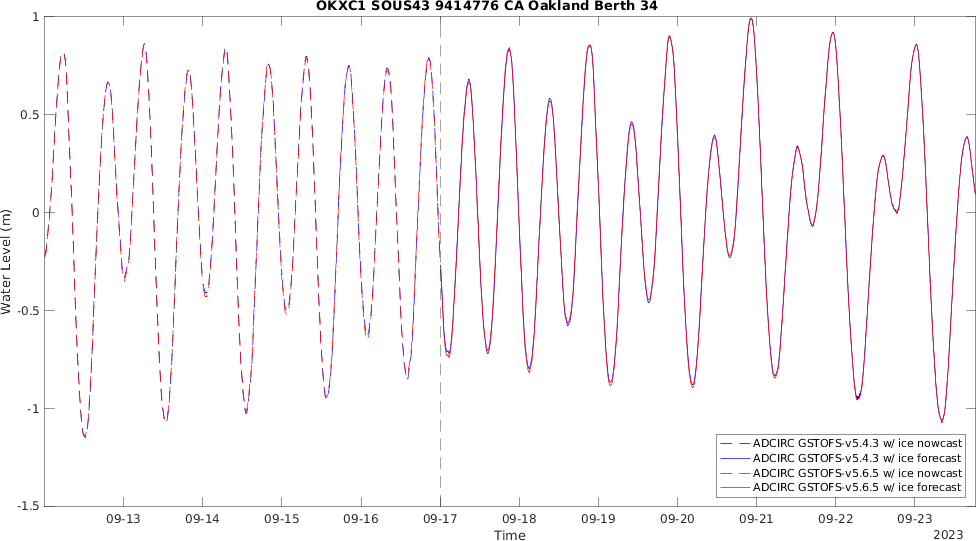 OKXC1 SOUS43 9414776 CA Oakland Berth 34
1
0.5
0
-0.5
-1
-1.5
Water Level (m)
09-13 09-14 09-15 09-16 09-17 09-18 09-19 09-20 09-21 09-22 09-23
Time
2023
ADCIRC GSTOFS-v5.4.3 w/ ice nowcast
ADCIRC GSTOFS-v5.4.3 w/ ice forecast
ADCIRC GSTOFS-v5.6.5 w/ ice nowcast
ADCIRC GSTOFS-v5.6.5 w/ ice forecast